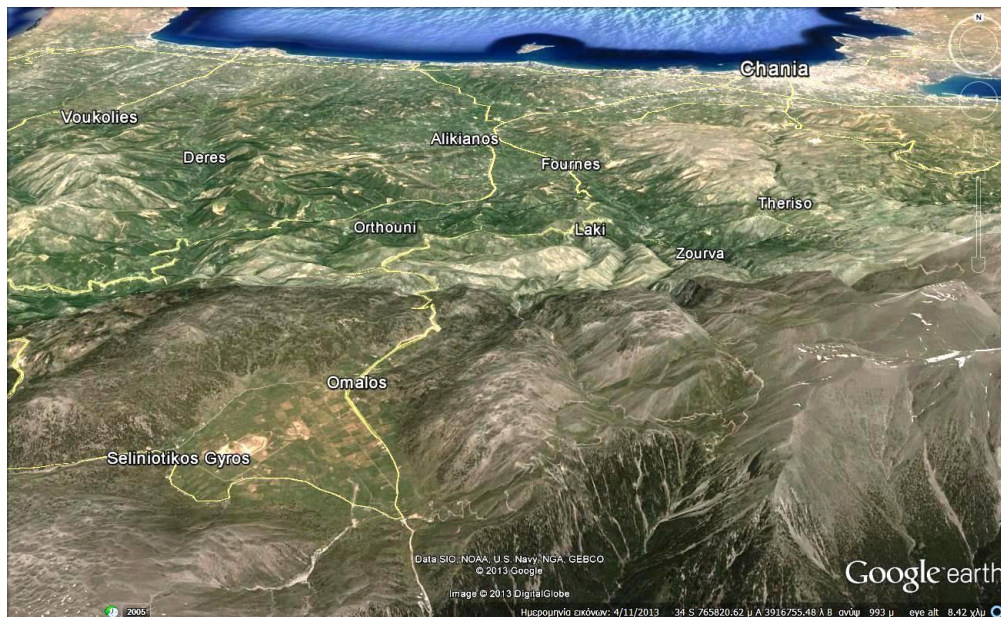 N
Chania
Voukolies
Alikianos
Deres
Fournes
Theriso
Orthouni
Laki
Zourva
Omalos
Seliniotikos Gyros
Data SIO, NOAA, U.S. Navy, NGA, GEBCO
© 2013 Google
Image © 2013 DigitalGlobe
Google earth
2005
Ημερομηνία εικόνων: 4/11/2013 34 S 765820.62 μ Α 3916755.48 λ Β ανύψ 993 μ eye alt 8.42 χλμ